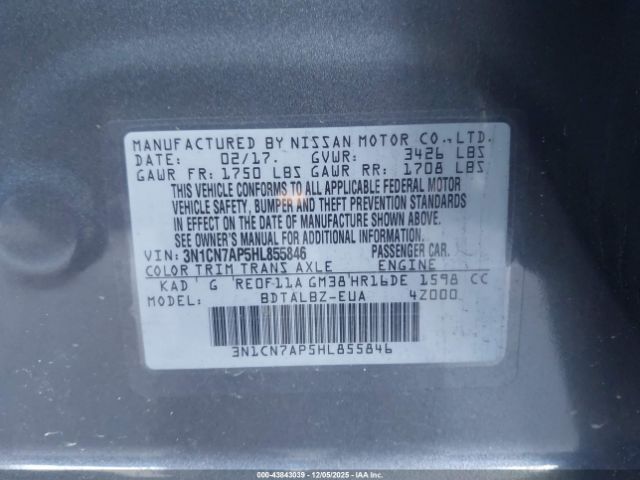 MANUFACTURED BY NISSAN MOTOR CO., LTD.
DATE: 02/17. GVWR: 3426 LBS
GAWR FR: 1750 LBS GAWR RR: 1708 LBS
THIS VEHICLE CONFORMS TO ALL APPLICABLE FEDERAL MOTOR
VEHICLE SAFETY, BUMPER AND THEFT PREVENTION STANDARDS
IN EFFECT ON THE DATE OF MANUFACTURE SHOWN ABOVE.
SEE OWNER'S MANUAL FOR ADDITIONAL INFORMATION.
VIN: 3N1CN7AP5HL855846 PASSENGER CAR.
COLOR TRIM TRANS AXLE ENGINE
KAD G RE0F11A GM38 HR16DE 1598 CC
MODEL: BDTALBZ-EUA 4Z000
3N1CN7AP5HL855846
000-43843039 - 12/05/2025 - Copyright IAA, Inc.